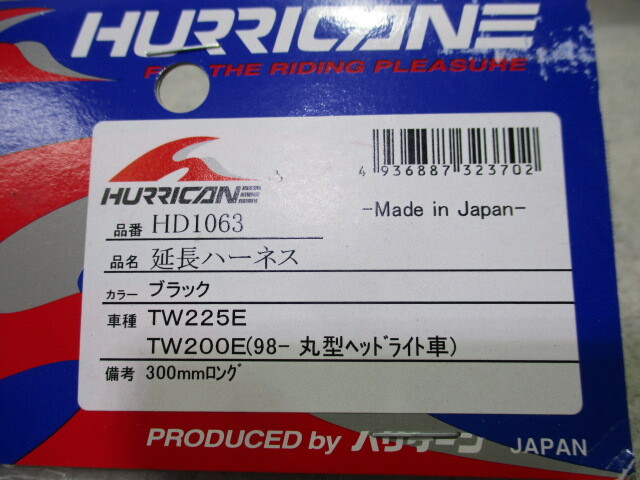 HURRICANE
FOR THE RIDING PLEASURE
4 936887 323702
HURRICAN
-Made in Japan-
品番 HD1063
品名 延長ハーネス
カラー ブラック
車種 TW225E
TW200E(98- 丸型ヘッドライト車)
備考 300mmロング
PRODUCED by ハリケーン JAPAN